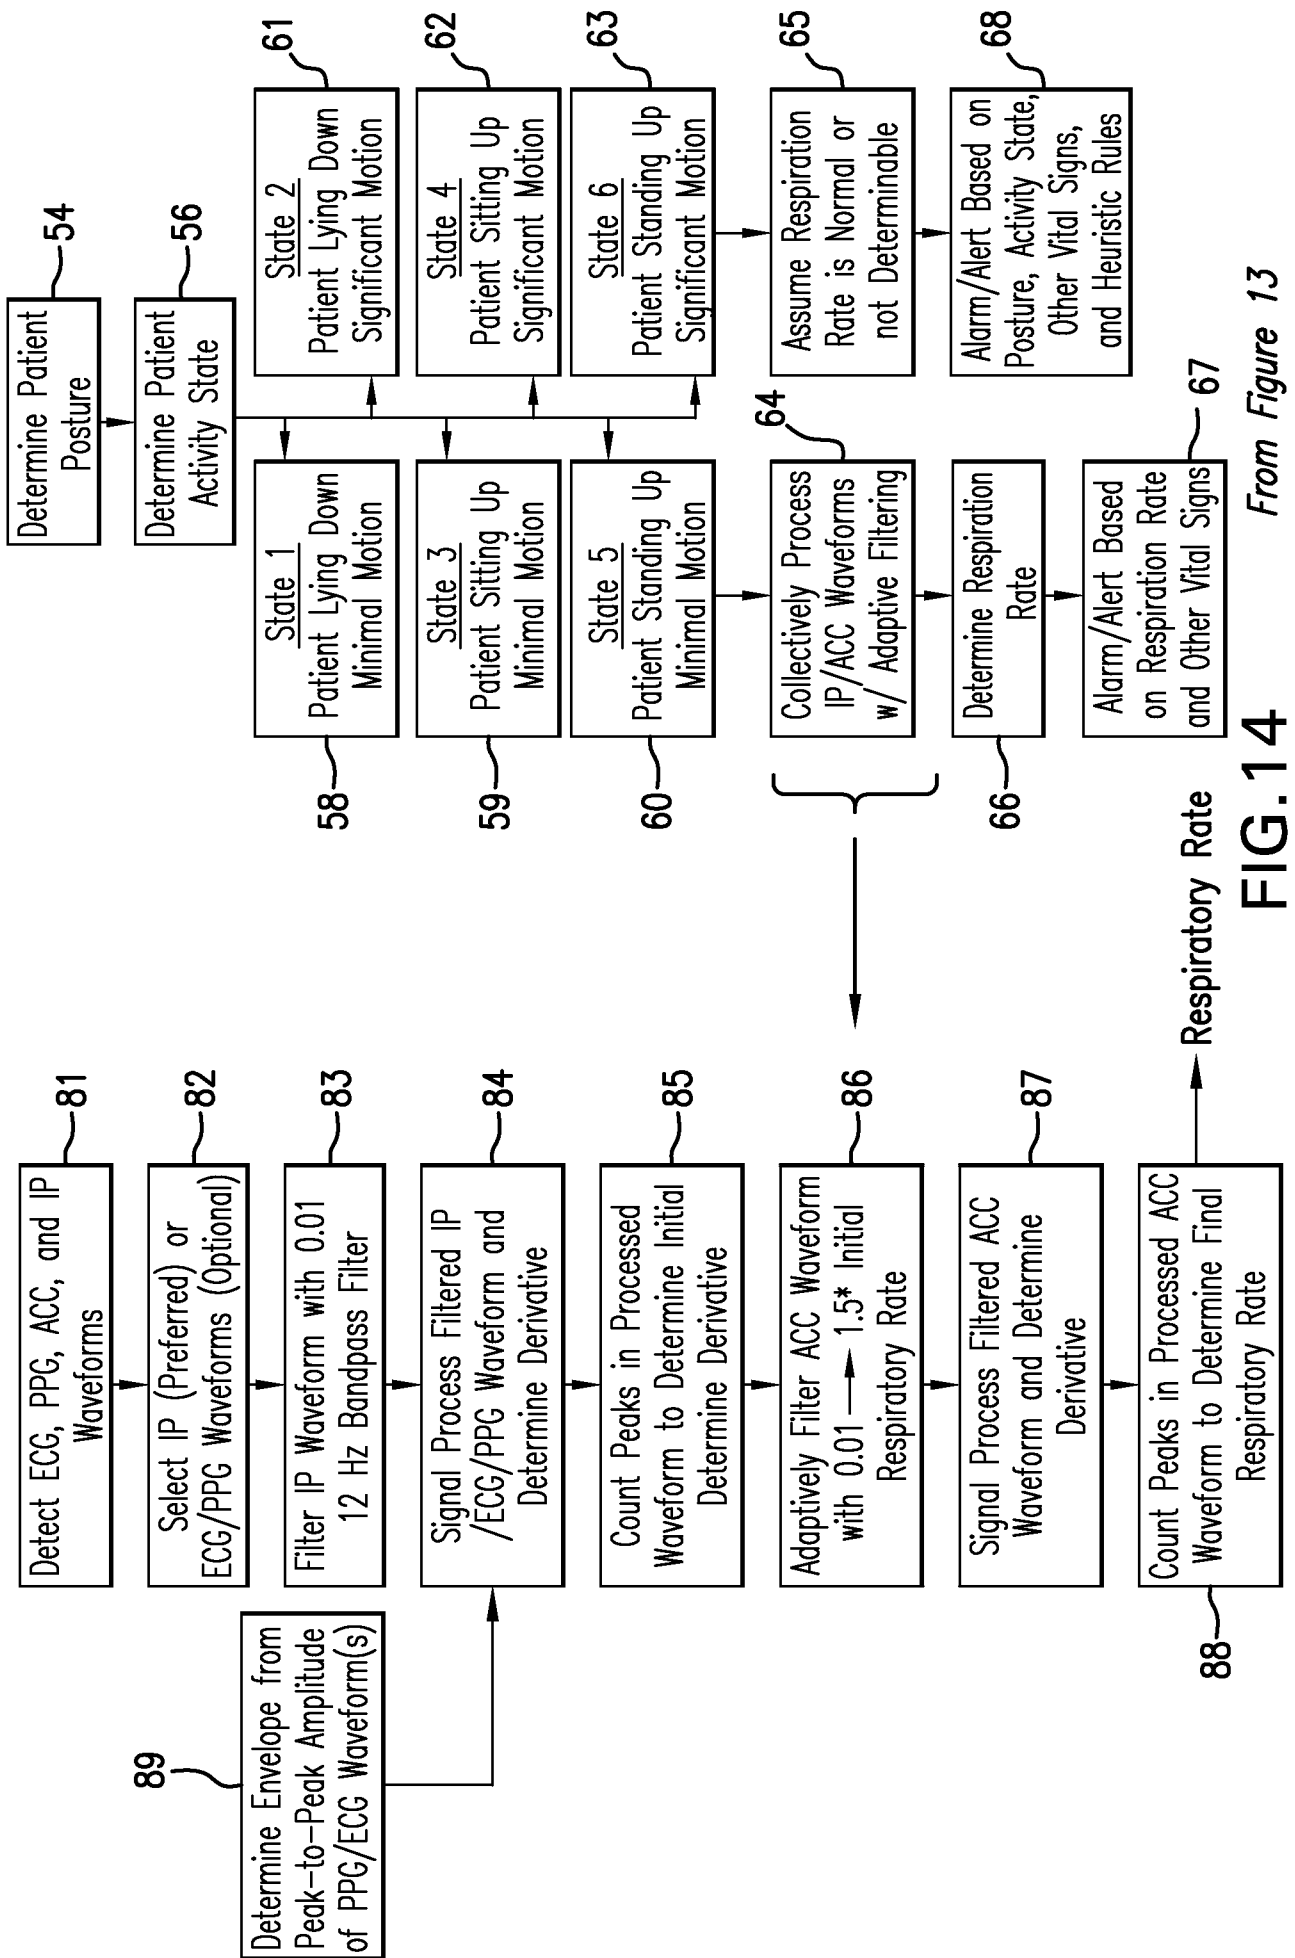 Determine Envelope from
Peak-to-Peak Amplitude
of PPG/ECG Waveform(s)
89
Detect ECG, PPG, ACC, and IP
Waveforms
81
Select IP (Preferred) or
ECG/PPG Waveforms (Optional)
82
Filter IP Waveform with 0.01
12 Hz Bandpass Filter
83
Signal Process Filtered IP
/ECG/PPG Waveform and
Determine Derivative
84
Count Peaks in Processed
Waveform to Determine Initial
Determine Derivative
85
Adaptively Filter ACC Waveform
with 0.01 → 1.5* Initial
Respiratory Rate
86
Signal Process Filtered ACC
Waveform and Determine
Derivative
87
Count Peaks in Processed ACC
Waveform to Determine Final
Respiratory Rate
88
Respiratory Rate
Determine Patient
Posture
54
Determine Patient
Activity State
56
State 1
Patient Lying Down
Minimal Motion
58
State 2
Patient Lying Down
Significant Motion
61
State 3
Patient Sitting Up
Minimal Motion
59
State 4
Patient Sitting Up
Significant Motion
62
State 5
Patient Standing Up
Minimal Motion
60
State 6
Patient Standing Up
Significant Motion
63
Collectively Process
IP/ACC Waveforms
w/ Adaptive Filtering
64
Assume Respiration
Rate is Normal or
not Determinable
65
Determine Respiration
Rate
66
Alarm/Alert Based
on Respiration Rate
and Other Vital Signs
67
Alarm/Alert Based on
Posture, Activity State,
Other Vital Signs,
and Heuristic Rules
68
From Figure 13
FIG.14